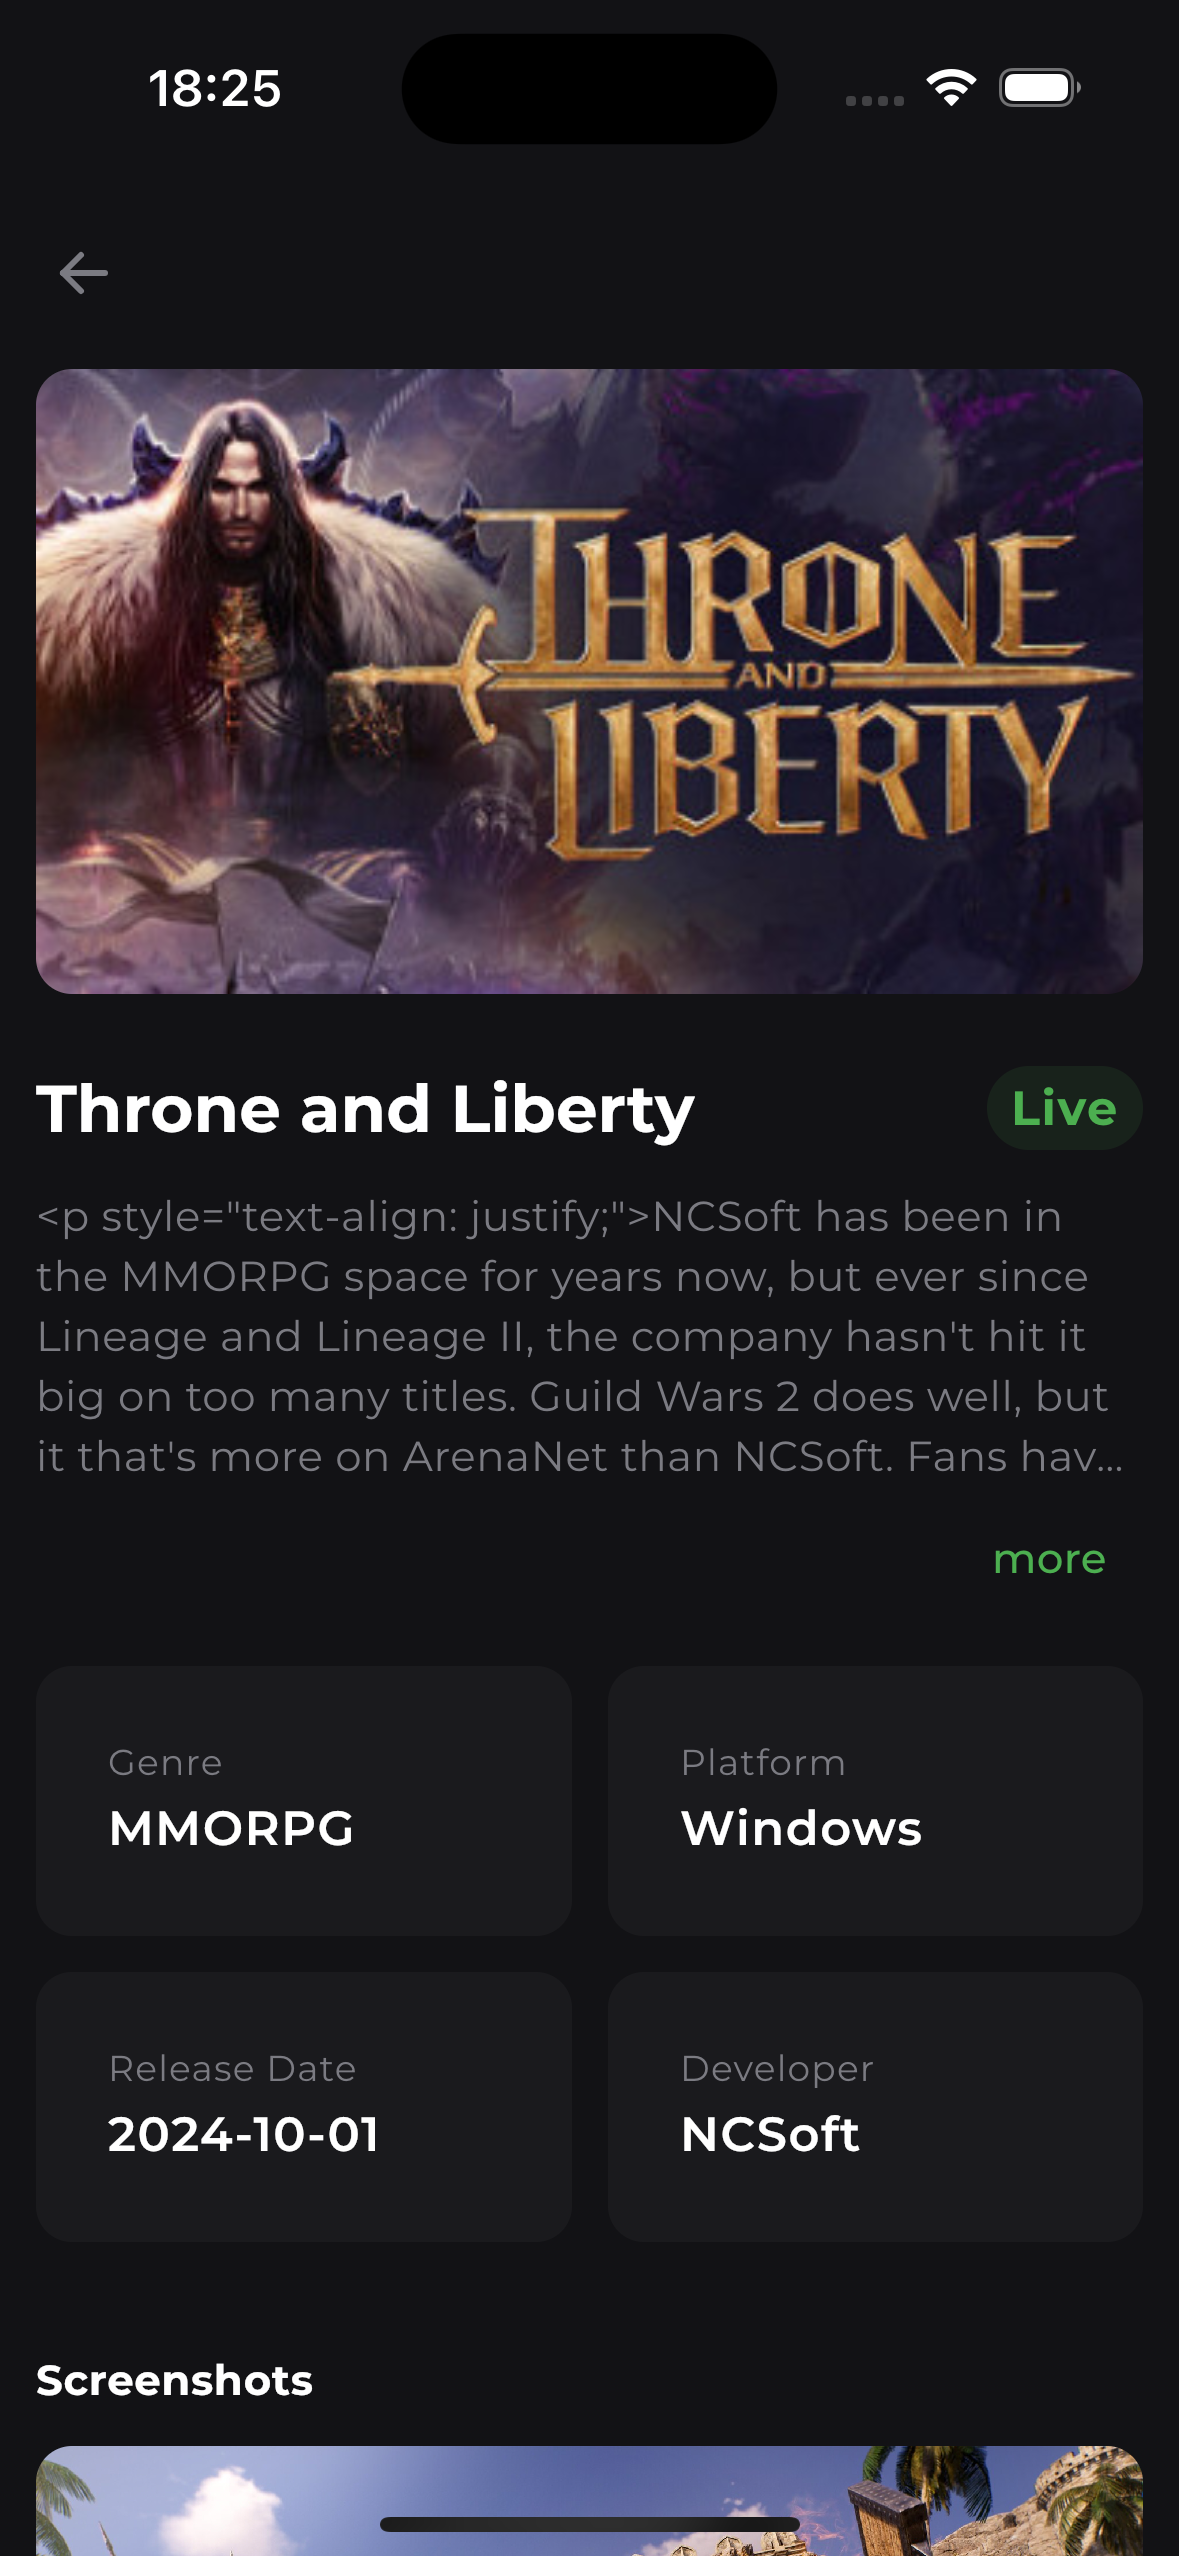 18:25
THRONE
AND
LIBERTY
Throne and Liberty
Live
<p style="text-align: justify;">NCSoft has been in
the MMORPG space for years now, but ever since
Lineage and Lineage II, the company hasn't hit it
big on too many titles. Guild Wars 2 does well, but
it that's more on ArenaNet than NCSoft. Fans hav...
more
Genre
MMORPG
Platform
Windows
Release Date
2024-10-01
Developer
NCSoft
Screenshots